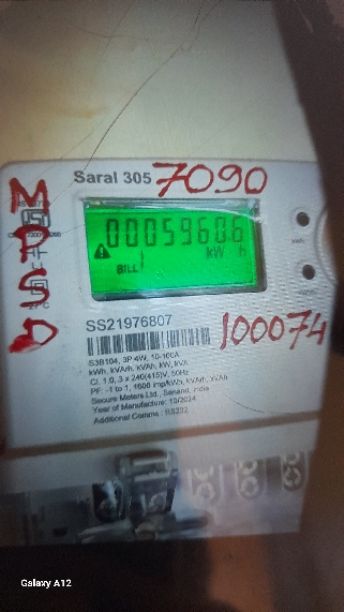 Saral 305
7090
MPSD
00059606
kW h
BILL 1
SS21976807
100074
S3B104, 3P 4W, 10-100A
kWh, kVArh, kVAh, kW, kVA
Cl. 1.0, 3 x 240(415)V, 50Hz
PF: -1 to 1, 1600 imp/kWh, kVArh, kVAh
Secure Meters Ltd., Sanand, India
Year of Manufacture: 10/2024
Additional Comms : RS232
Galaxy A12